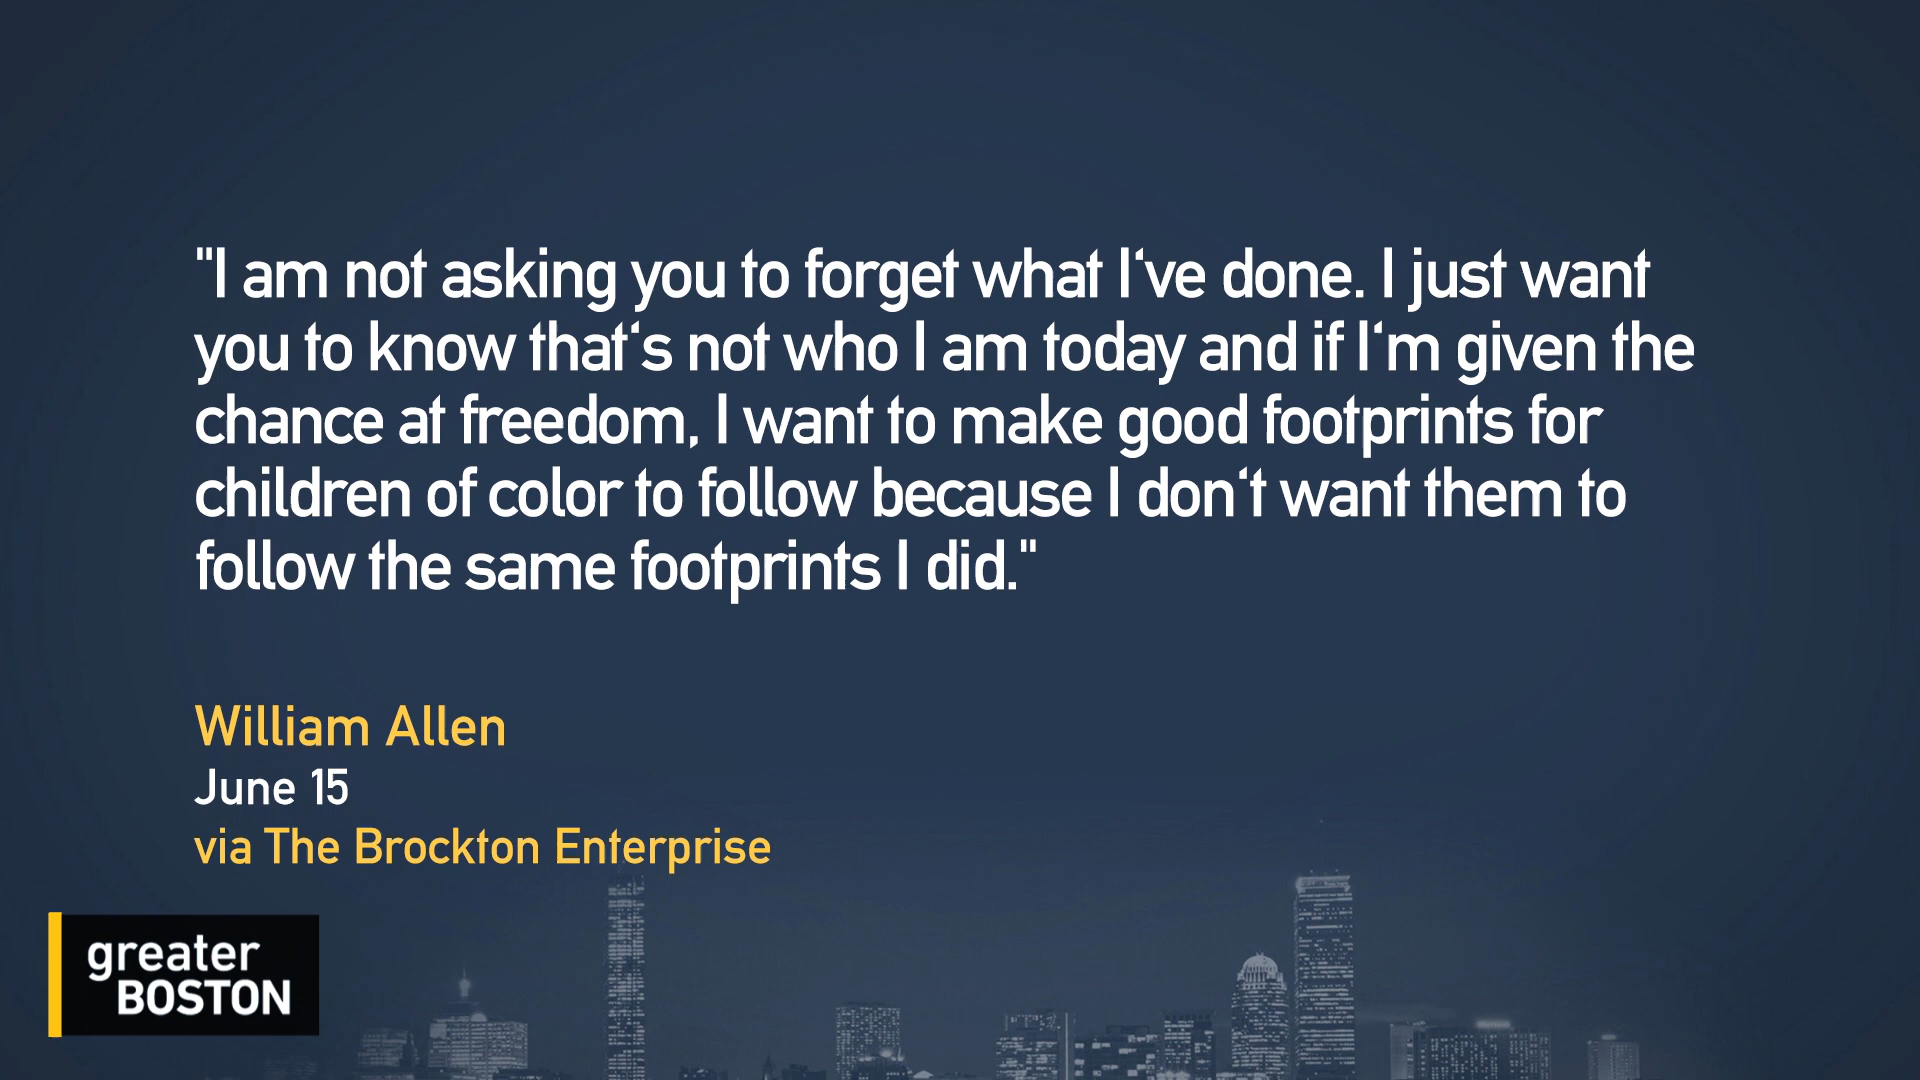 "I am not asking you to forget what I‘ve done. I just want
you to know that‘s not who I am today and if I‘m given the
chance at freedom, I want to make good footprints for
children of color to follow because I don‘t want them to
follow the same footprints I did."
William Allen
June 15
via The Brockton Enterprise
greater
BOSTON